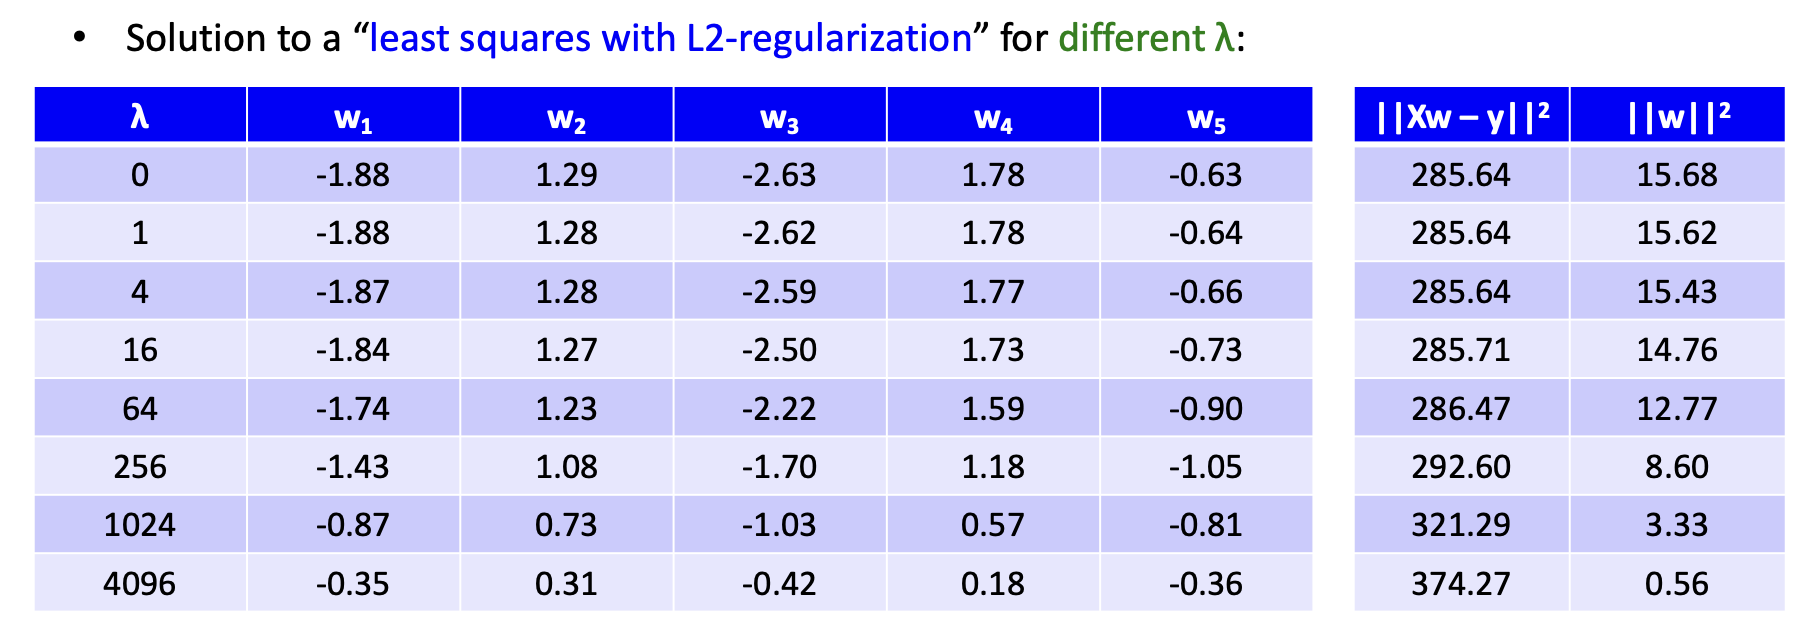 • Solution to a “least squares with L2-regularization” for different λ:
λ w₁ w₂ w₃ w₄ w₅ ||Xw – y||² ||w||²
0 -1.88 1.29 -2.63 1.78 -0.63 285.64 15.68
1 -1.88 1.28 -2.62 1.78 -0.64 285.64 15.62
4 -1.87 1.28 -2.59 1.77 -0.66 285.64 15.43
16 -1.84 1.27 -2.50 1.73 -0.73 285.71 14.76
64 -1.74 1.23 -2.22 1.59 -0.90 286.47 12.77
256 -1.43 1.08 -1.70 1.18 -1.05 292.60 8.60
1024 -0.87 0.73 -1.03 0.57 -0.81 321.29 3.33
4096 -0.35 0.31 -0.42 0.18 -0.36 374.27 0.56